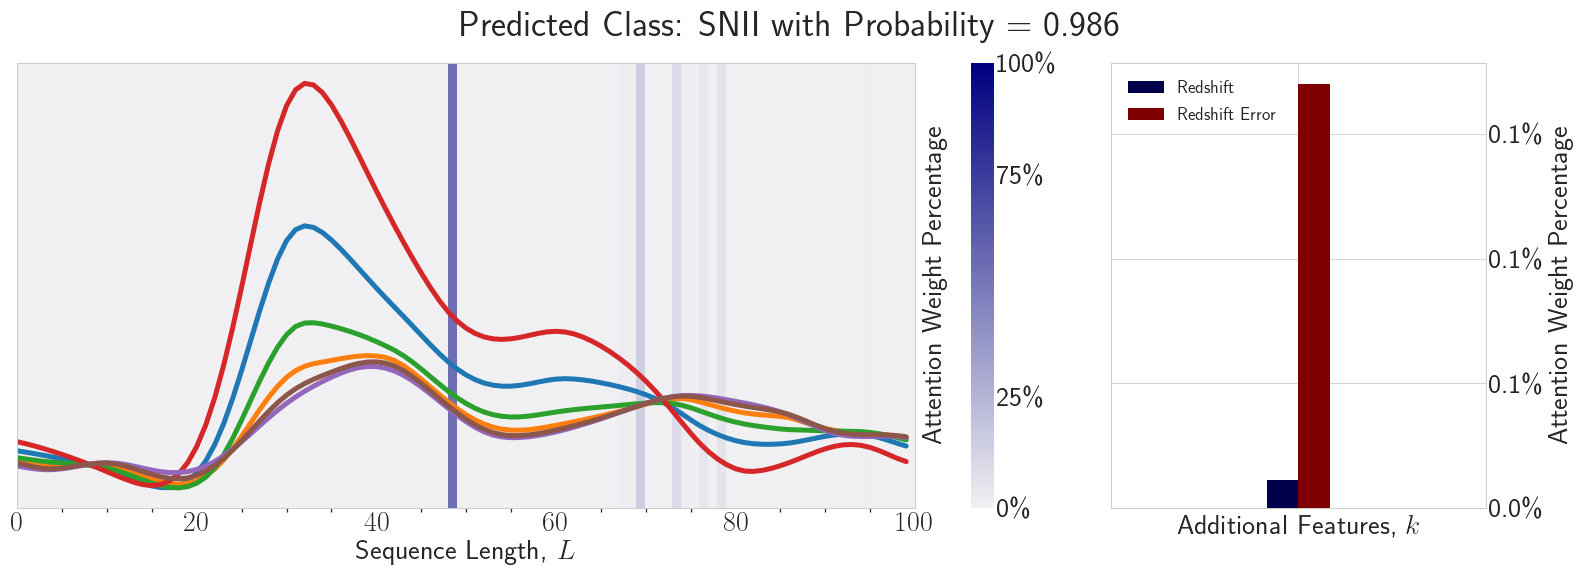 Predicted Class: SNII with Probability = 0.986
0
20
40
60
80
100
Sequence Length, L
100%
75%
25%
0%
Attention Weight Percentage
Redshift
Redshift Error
0.1%
0.1%
0.1%
0.0%
Attention Weight Percentage
Additional Features, k